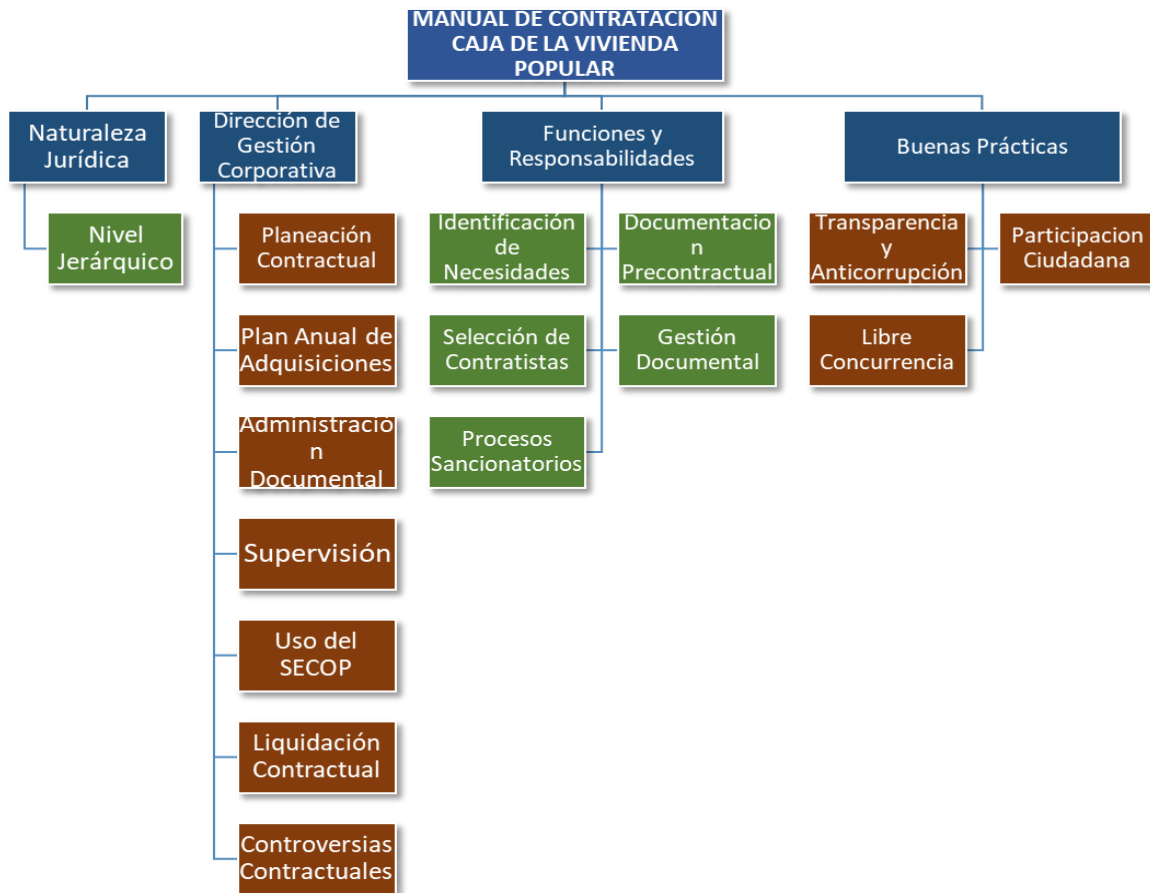 MANUAL DE CONTRATACION
CAJA DE LA VIVIENDA
POPULAR
Naturaleza
Jurídica
Nivel
Jerárquico
Dirección de
Gestión
Corporativa
Planeación
Contractual
Plan Anual de
Adquisiciones
Administració
n
Documental
Supervisión
Uso del
SECOP
Liquidación
Contractual
Controversias
Contractuales
Funciones y
Responsabilidades
Identificación
de
Necesidades
Documentacio
n
Precontractual
Selección de
Contratistas
Gestión
Documental
Procesos
Sancionatorios
Buenas Prácticas
Transparencia
y
Anticorrupción
Participacion
Ciudadana
Libre
Concurrencia